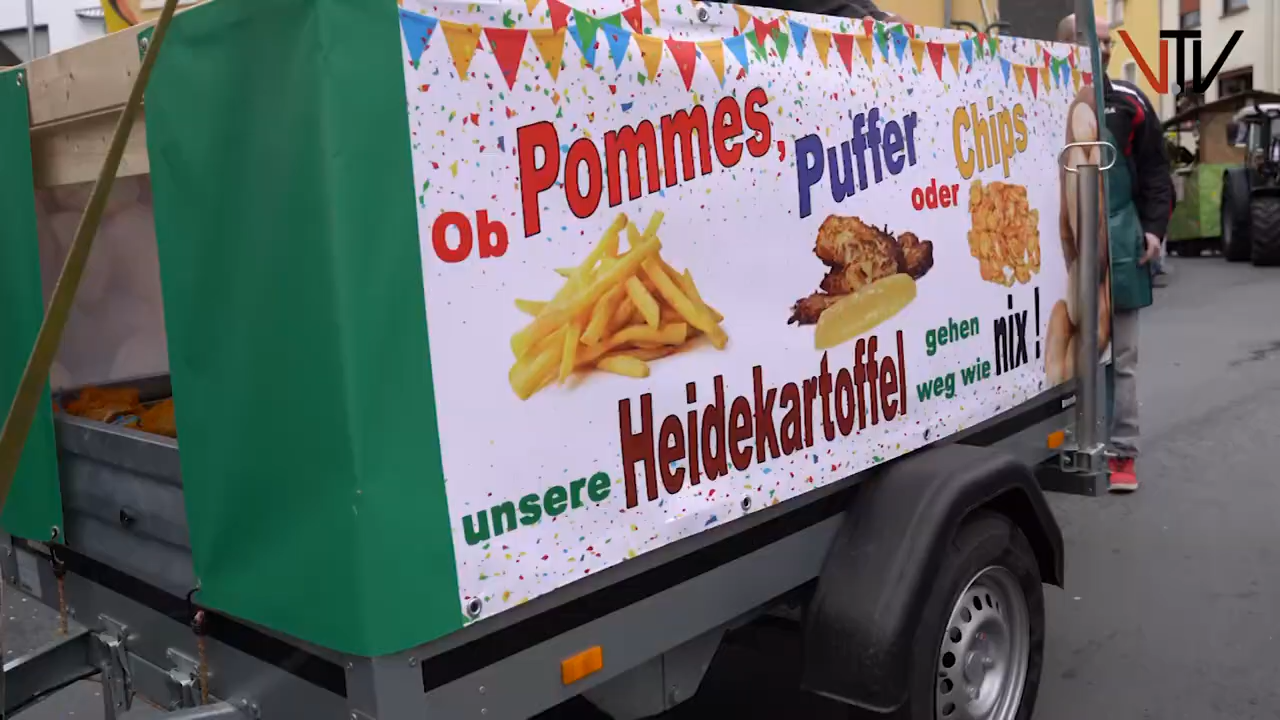 VTV
Ob Pommes, Puffer oder Chips
unsere Heidekartoffel gehen weg wie nix!